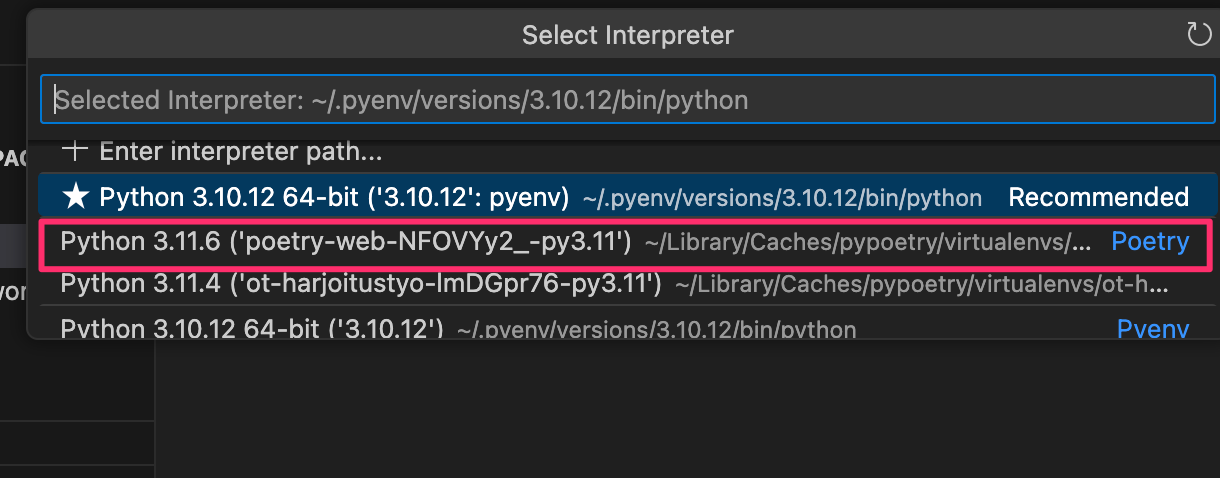 Select Interpreter
Selected Interpreter: ~/.pyenv/versions/3.10.12/bin/python
PAC
Enter interpreter path...
★ Python 3.10.12 64-bit ('3.10.12': pyenv) ~/.pyenv/versions/3.10.12/bin/python Recommended
Python 3.11.6 ('poetry-web-NFOVYy2_-py3.11') ~/Library/Caches/pypoetry/virtualenvs/... Poetry
Python 3.11.4 ('ot-harjoitustyo-lmDGpr76-py3.11') ~/Library/Caches/pypoetry/virtualenvs/ot-h...
wor
Python 3.10.12 64-bit ('3.10.12') ~/.pyenv/versions/3.10.12/bin/python Pyenv